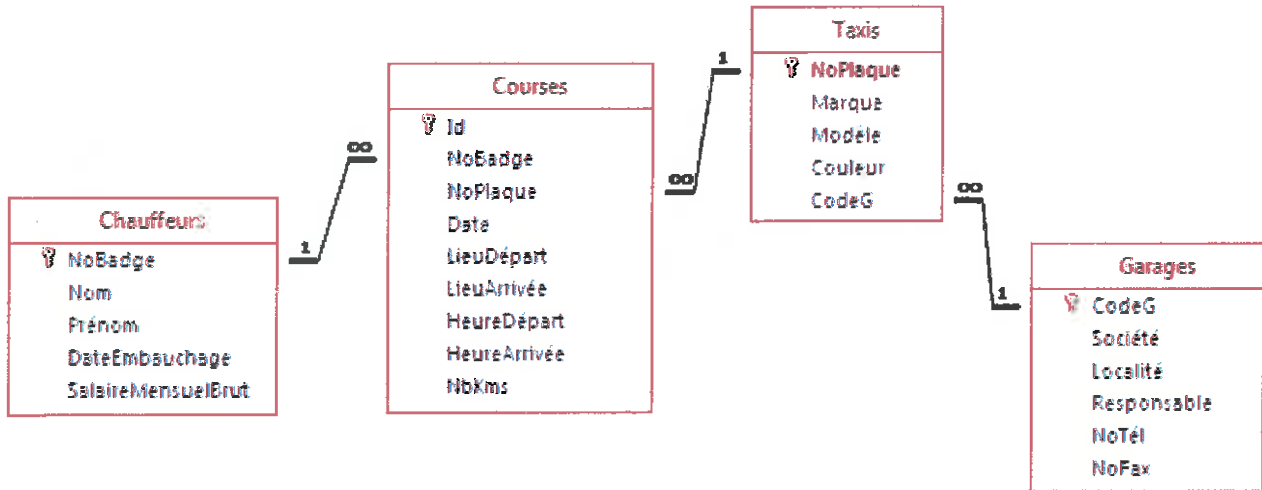 Chauffeurs
NoBadge
Nom
Prénom
DateEmbauchage
SalaireMensuelBrut
1
∞
Courses
Id
NoBadge
NoPlaque
Date
LieuDépart
LieuArrivée
HeureDépart
HeureArrivée
NbKms
∞
1
Taxis
NoPlaque
Marque
Modèle
Couleur
CodeG
∞
1
Garages
CodeG
Société
Localité
Responsable
NoTél
NoFax